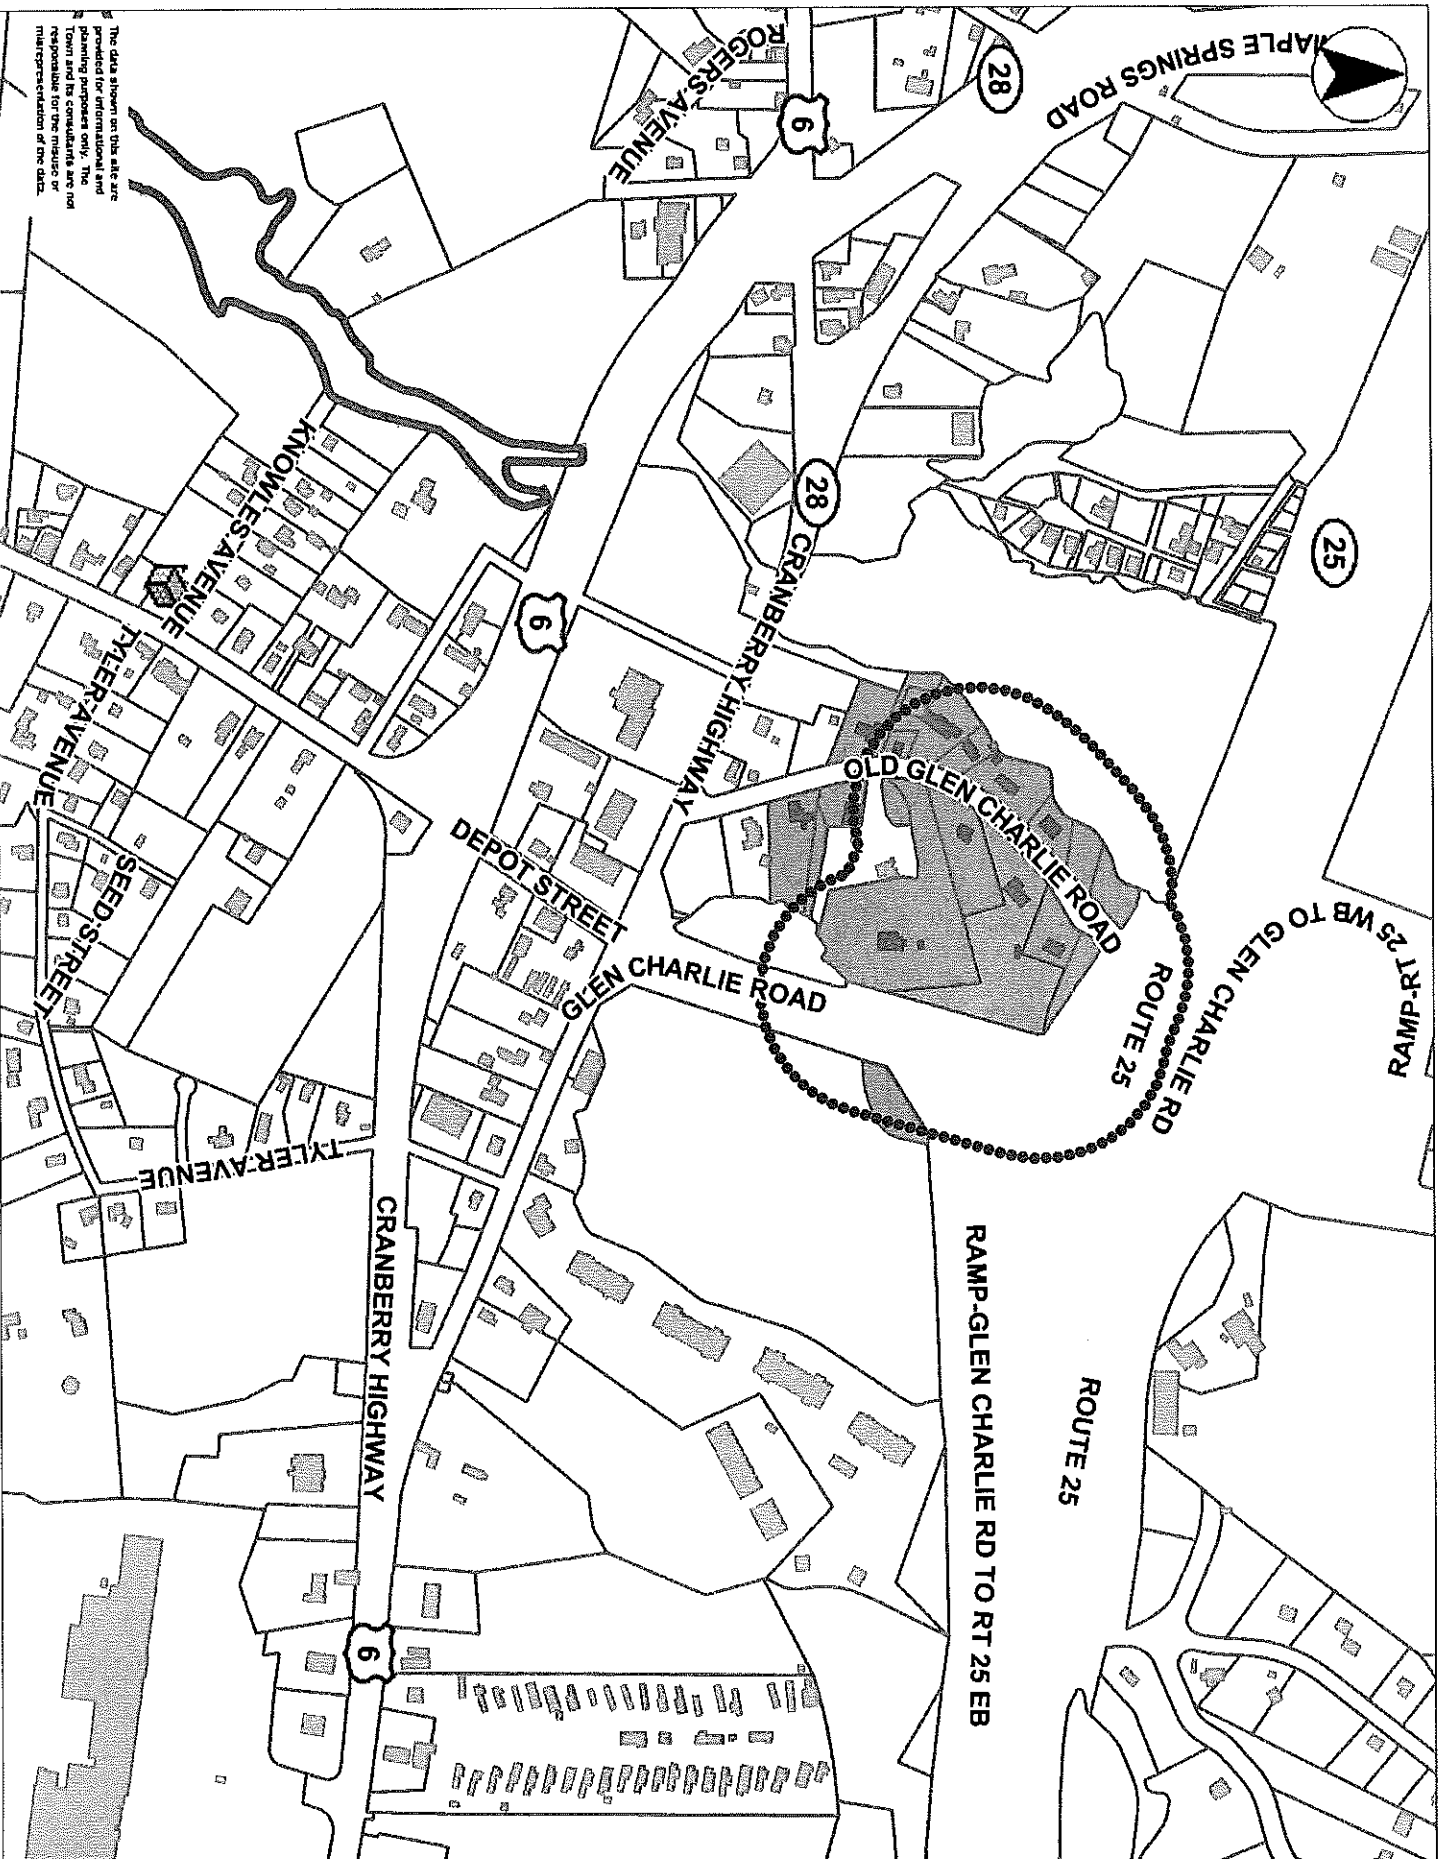 MAPLE SPRINGS ROAD
ROGERS AVENUE
28
6
25
28
CRANBERRY HIGHWAY
6
KNOWLES AVENUE
TYLER AVENUE
SEED STREET
DEPOT STREET
OLD GLEN CHARLIE ROAD
GLEN CHARLIE ROAD
ROUTE 25
RAMP-RT 25 WB TO GLEN CHARLIE RD
TYLER AVENUE
CRANBERRY HIGHWAY
RAMP-GLEN CHARLIE RD TO RT 25 EB
ROUTE 25
6
The data shown on this site are
provided for informational and
planning purposes only. The
Town and its consultants are not
responsible for the misuse or
misrepresentation of the data.